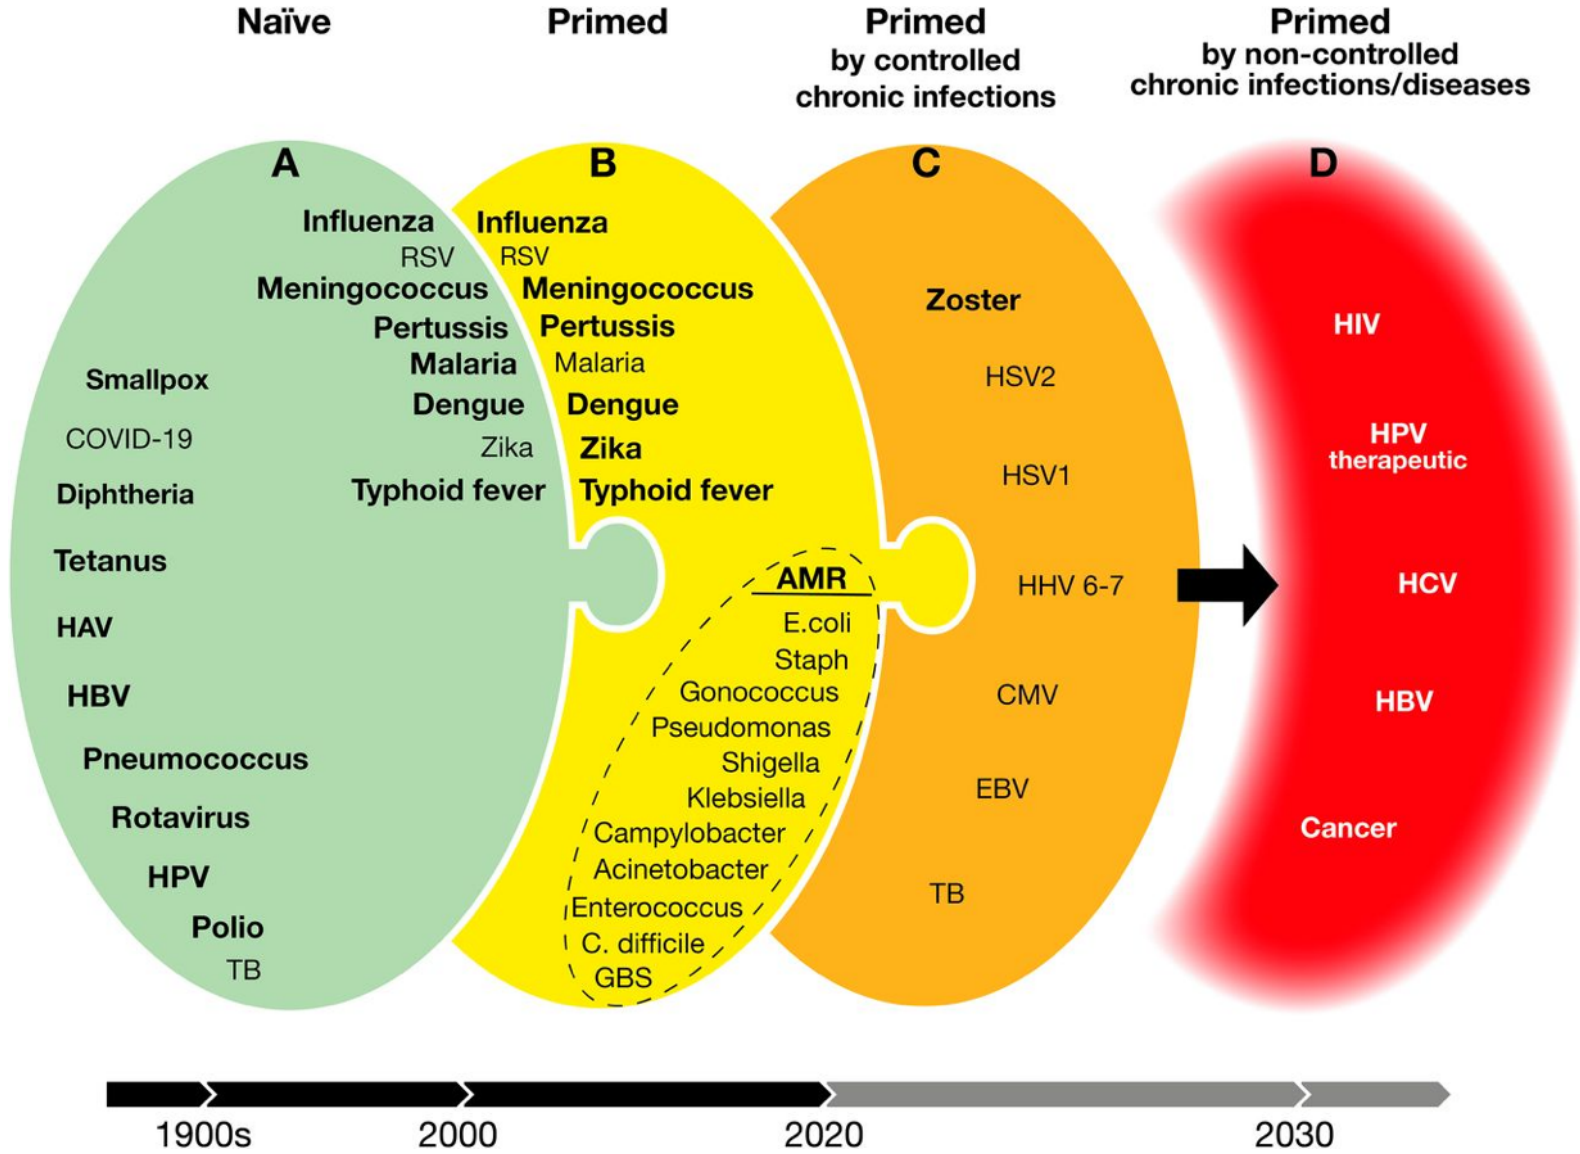 Naïve
Primed
Primed
by controlled
chronic infections
Primed
by non-controlled
chronic infections/diseases
A
Influenza
RSV
Meningococcus
Pertussis
Malaria
Dengue
Zika
Typhoid fever
Smallpox
COVID-19
Diphtheria
Tetanus
HAV
HBV
Pneumococcus
Rotavirus
HPV
Polio
TB
B
Influenza
RSV
Meningococcus
Pertussis
Malaria
Dengue
Zika
Typhoid fever
AMR
E.coli
Staph
Gonococcus
Pseudomonas
Shigella
Klebsiella
Campylobacter
Acinetobacter
Enterococcus
C. difficile
GBS
C
Zoster
HSV2
HSV1
HHV 6-7
CMV
EBV
TB
D
HIV
HPV
therapeutic
HCV
HBV
Cancer
1900s
2000
2020
2030